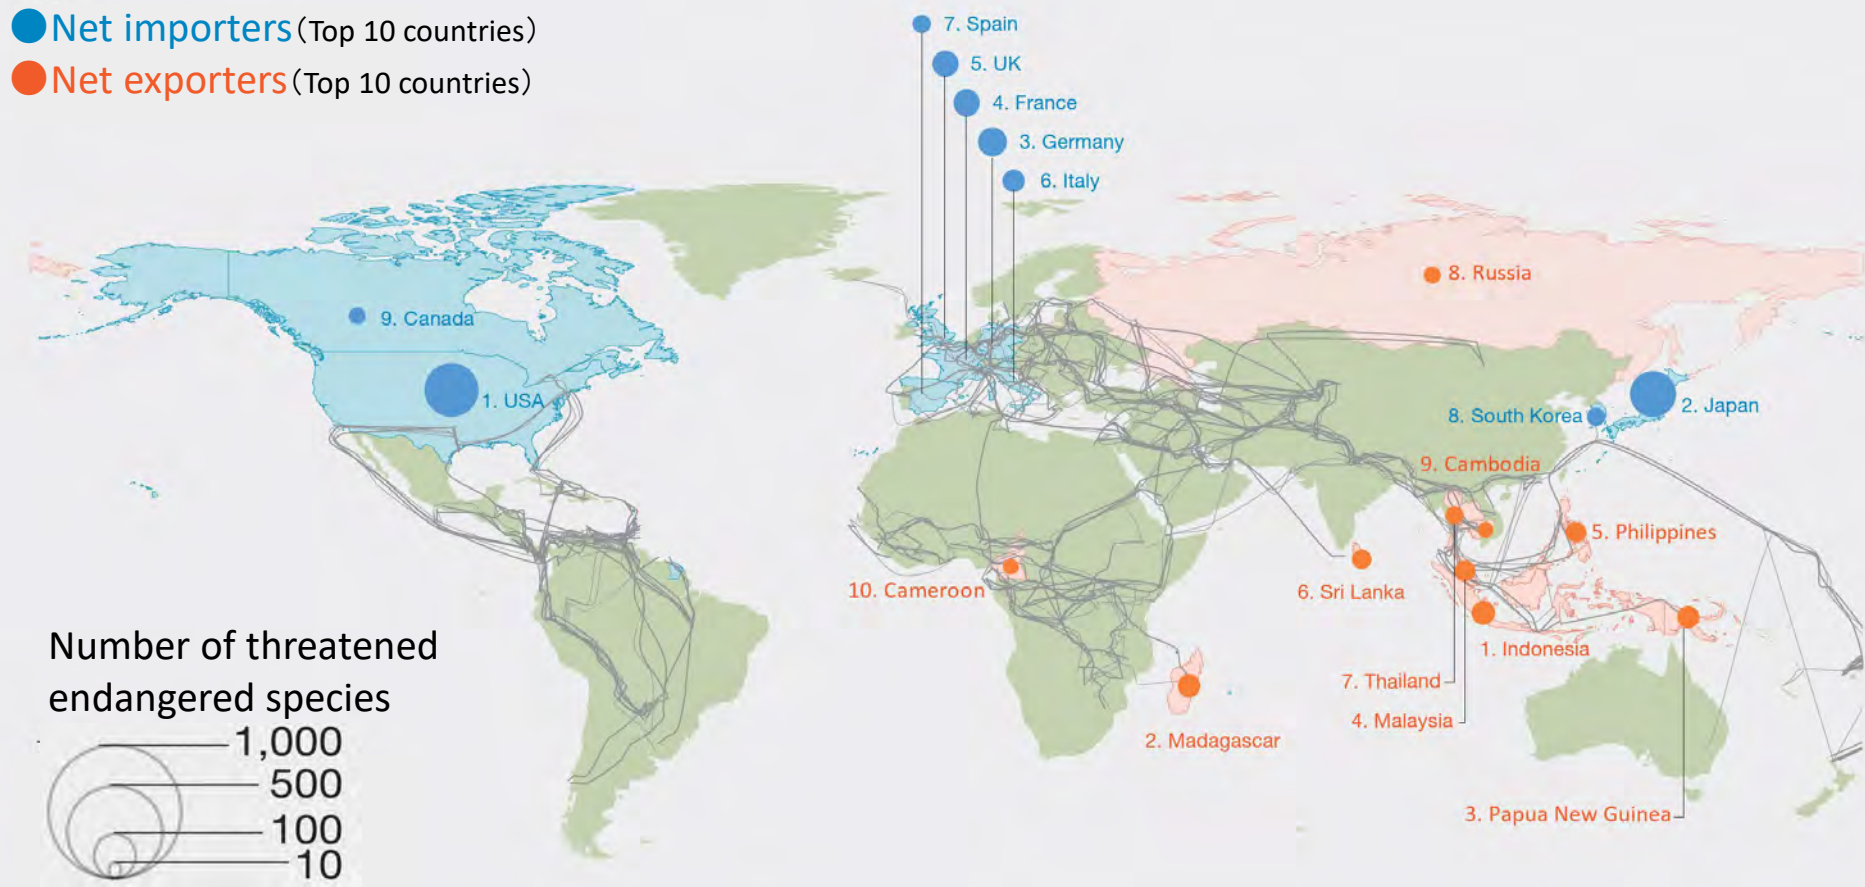 Net importers（Top 10 countries）
Net exporters（Top 10 countries）
7. Spain
5. UK
4. France
3. Germany
6. Italy
8. Russia
9. Canada
1. USA
2. Japan
8. South Korea
9. Cambodia
5. Philippines
10. Cameroon
6. Sri Lanka
1. Indonesia
7. Thailand
4. Malaysia
2. Madagascar
3. Papua New Guinea
Number of threatened
endangered species
1,000
500
100
10